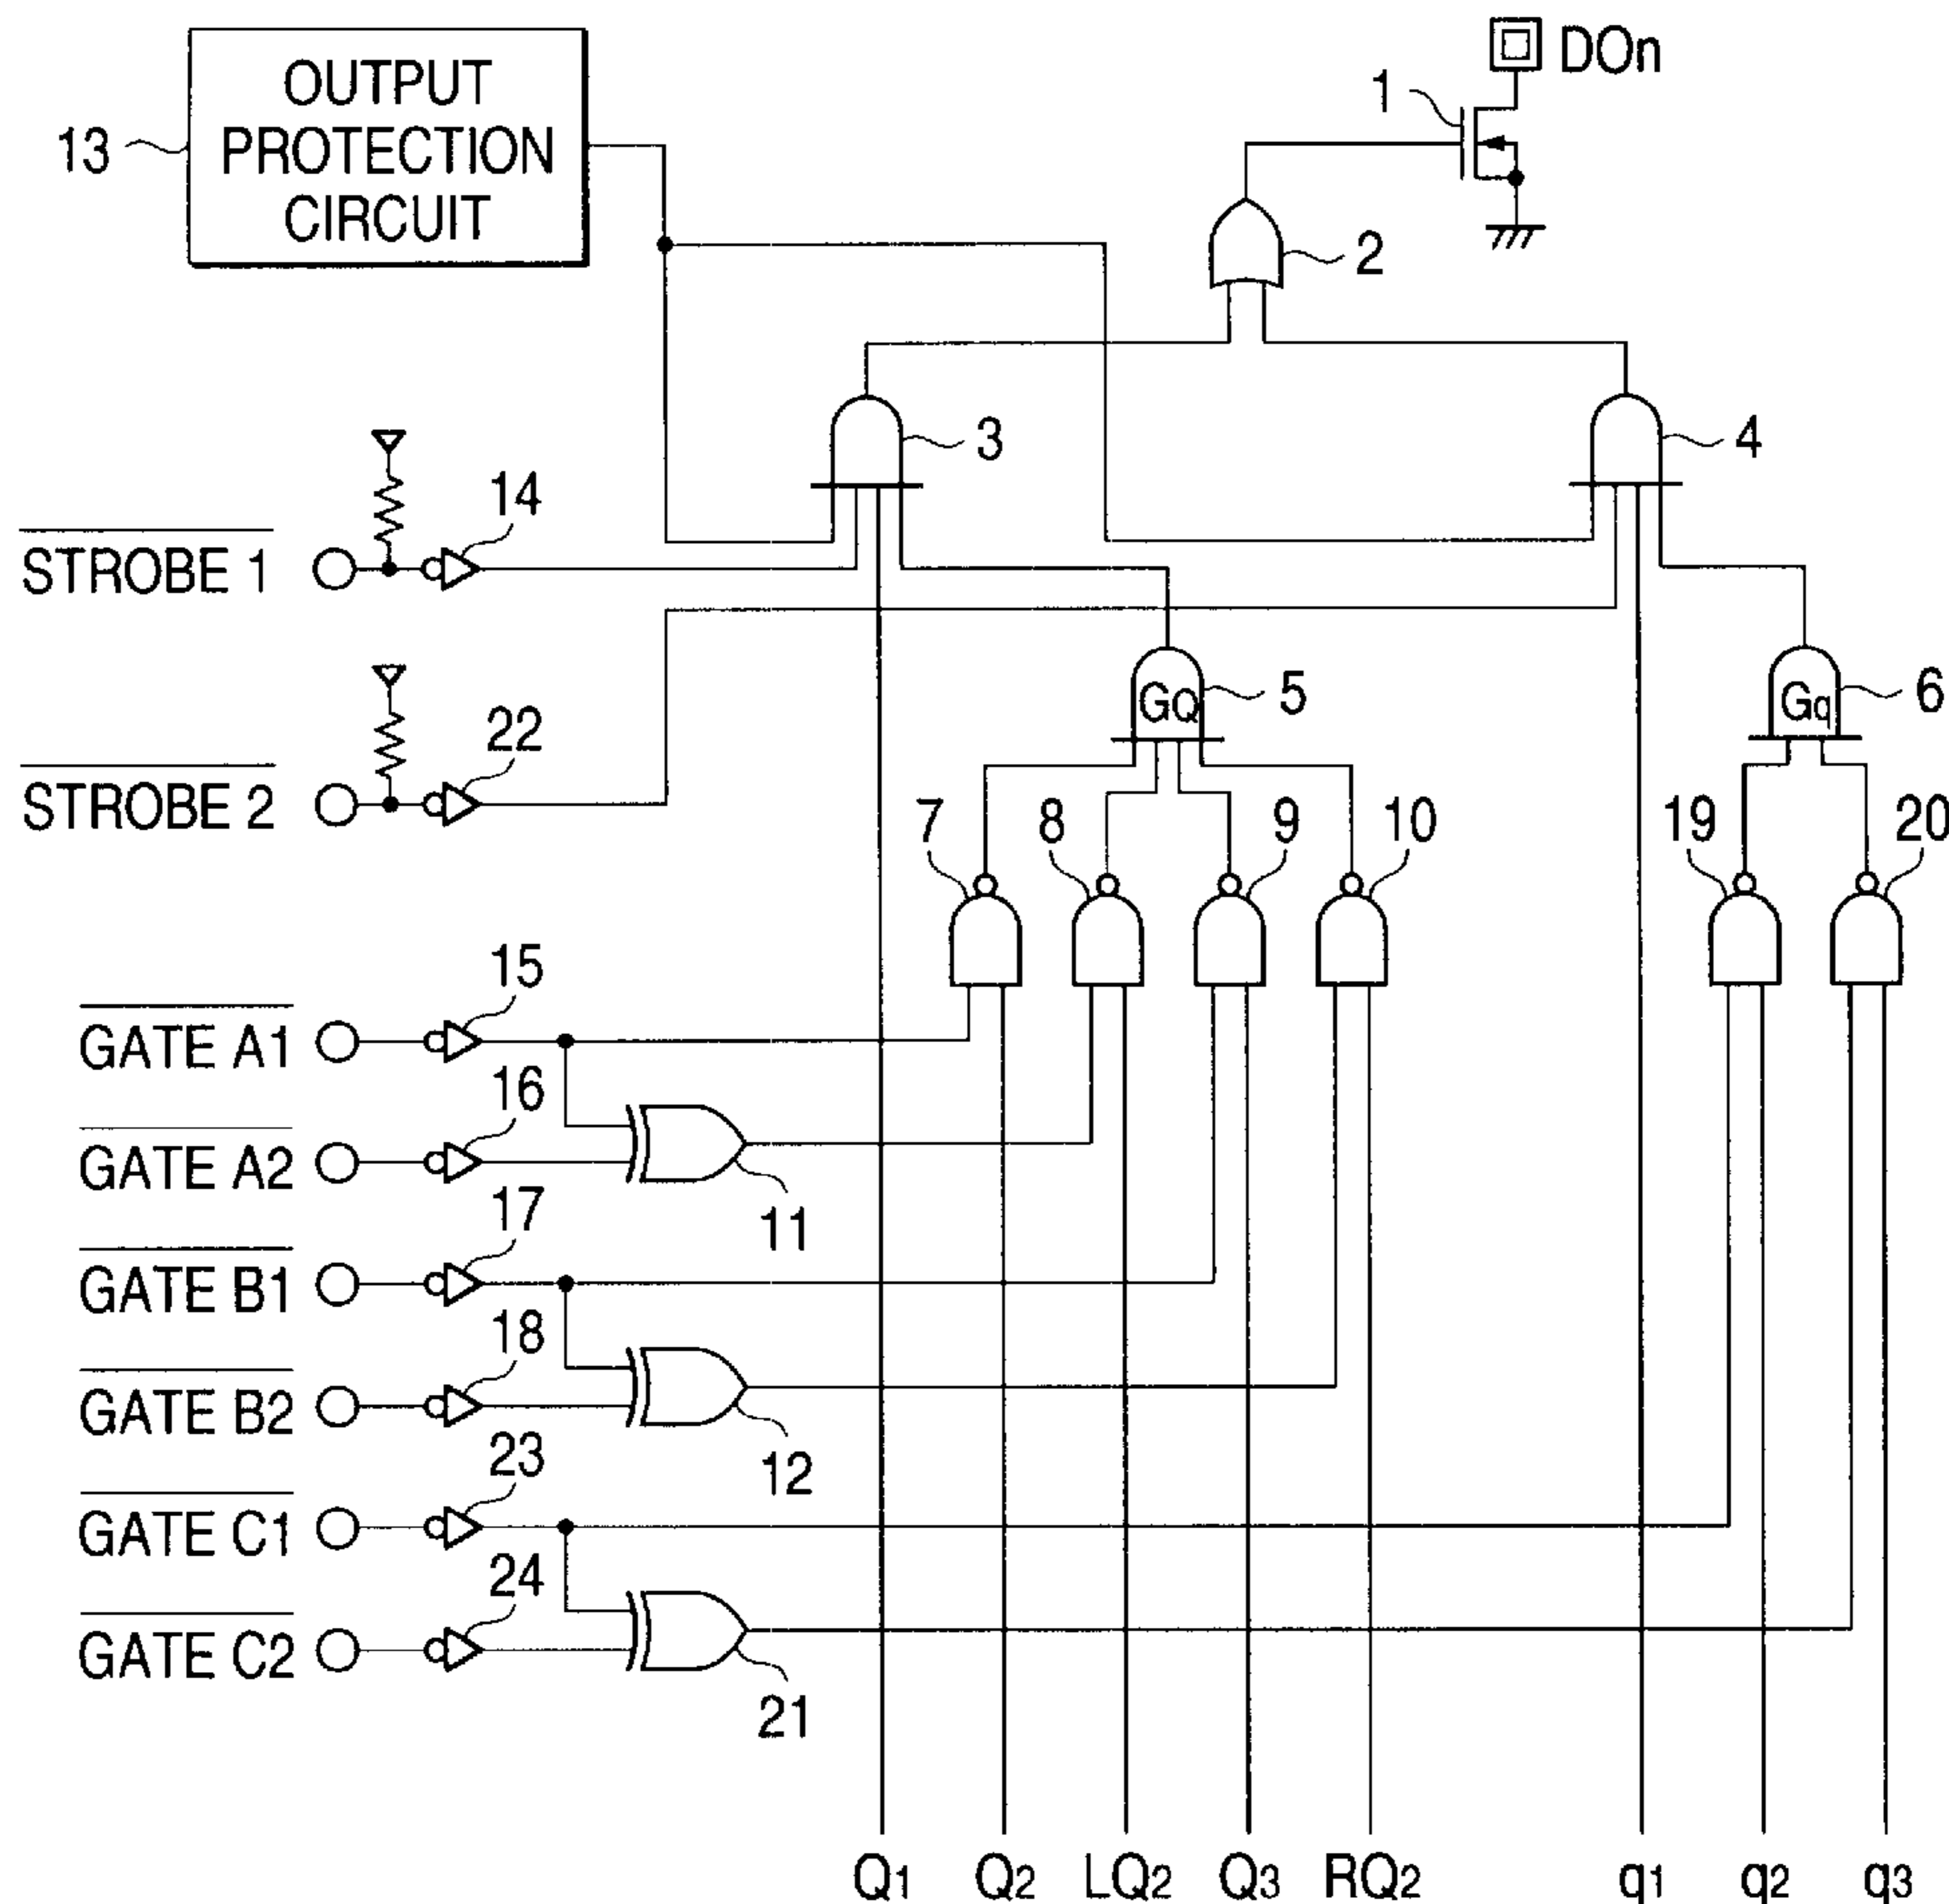 OUTPUT
PROTECTION
CIRCUIT
13
DOn
1
2
3
4
STROBE 1
14
STROBE 2
22
GQ
5
Gq
6
7
8
9
10
19
20
GATE A1
15
GATE A2
16
11
GATE B1
17
GATE B2
18
12
GATE C1
23
GATE C2
24
21
Q1
Q2
LQ2
Q3
RQ2
q1
q2
q3